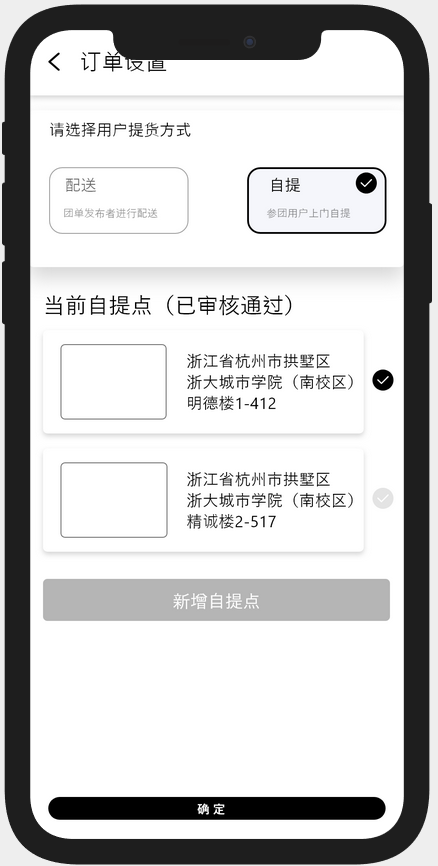 订单设置
请选择用户提货方式
配送
团单发布者进行配送
自提
参团用户上门自提
当前自提点（已审核通过）
浙江省杭州市拱墅区
浙大城市学院（南校区）
明德楼1-412
浙江省杭州市拱墅区
浙大城市学院（南校区）
精诚楼2-517
新增自提点
确定